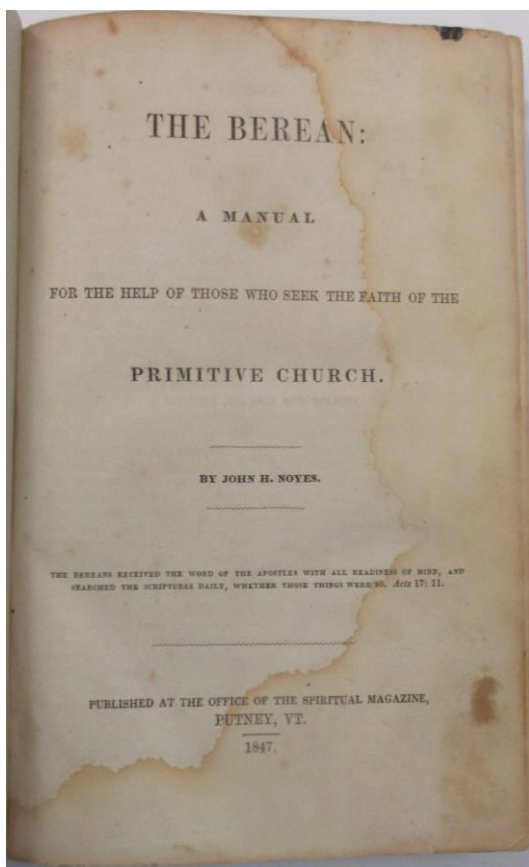 THE BEREAN:
A MANUAL
FOR THE HELP OF THOSE WHO SEEK THE FAITH OF THE
PRIMITIVE CHURCH.
BY JOHN H. NOYES.
THE BEREANS RECEIVED THE WORD OF THE APOSTLES WITH ALL READINESS OF MIND, AND
SEARCHED THE SCRIPTURES DAILY, WHETHER THOSE THINGS WERE SO. Acts 17: 11.
PUBLISHED AT THE OFFICE OF THE SPIRITUAL MAGAZINE,
PUTNEY, VT.
1847.